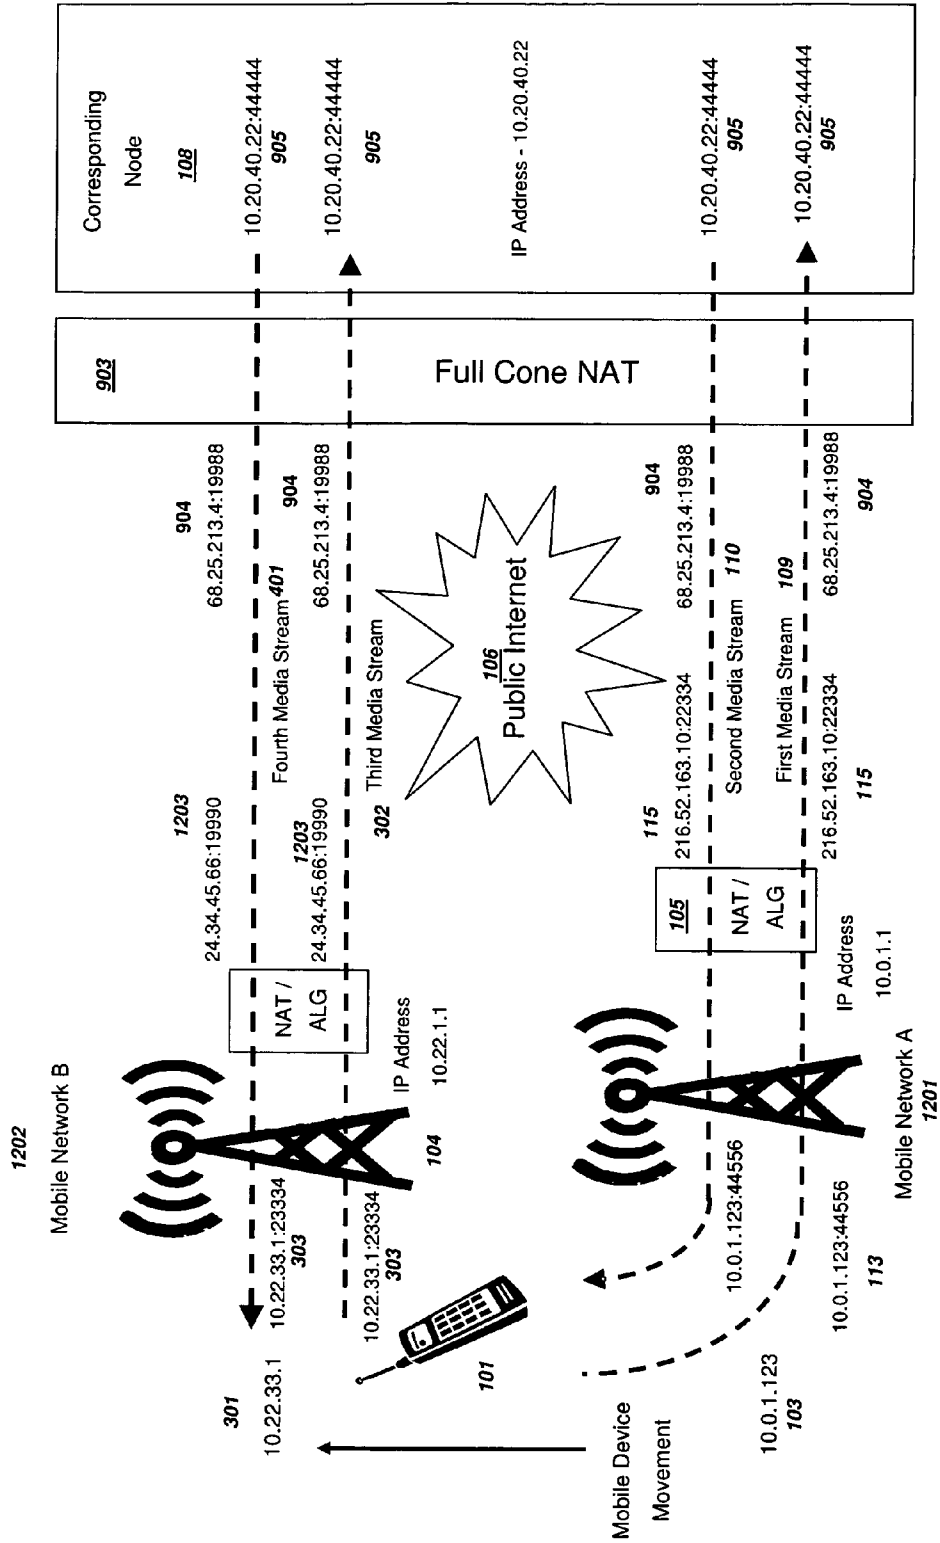 1202
Mobile Network B
301
10.22.33.1
10.22.33.1:23334
303
10.22.33.1:23334
303
104
IP Address
10.22.1.1
NAT /
ALG
1203
24.34.45.66:19990
1203
24.34.45.66:19990
Fourth Media Stream 401
Third Media Stream
302
904
68.25.213.4:19988
904
68.25.213.4:19988
903
Full Cone NAT
Corresponding
Node
108
10.20.40.22:44444
905
10.20.40.22:44444
905
IP Address - 10.20.40.22
10.20.40.22:44444
905
10.20.40.22:44444
905
106
Public Internet
101
Mobile Device
Movement
10.0.1.123
103
10.0.1.123:44556
10.0.1.123:44556
113
Mobile Network A
1201
IP Address
10.0.1.1
105
NAT /
ALG
115
216.52.163.10:22334
Second Media Stream 110
904
68.25.213.4:19988
First Media Stream 109
216.52.163.10:22334
115
68.25.213.4:19988
904